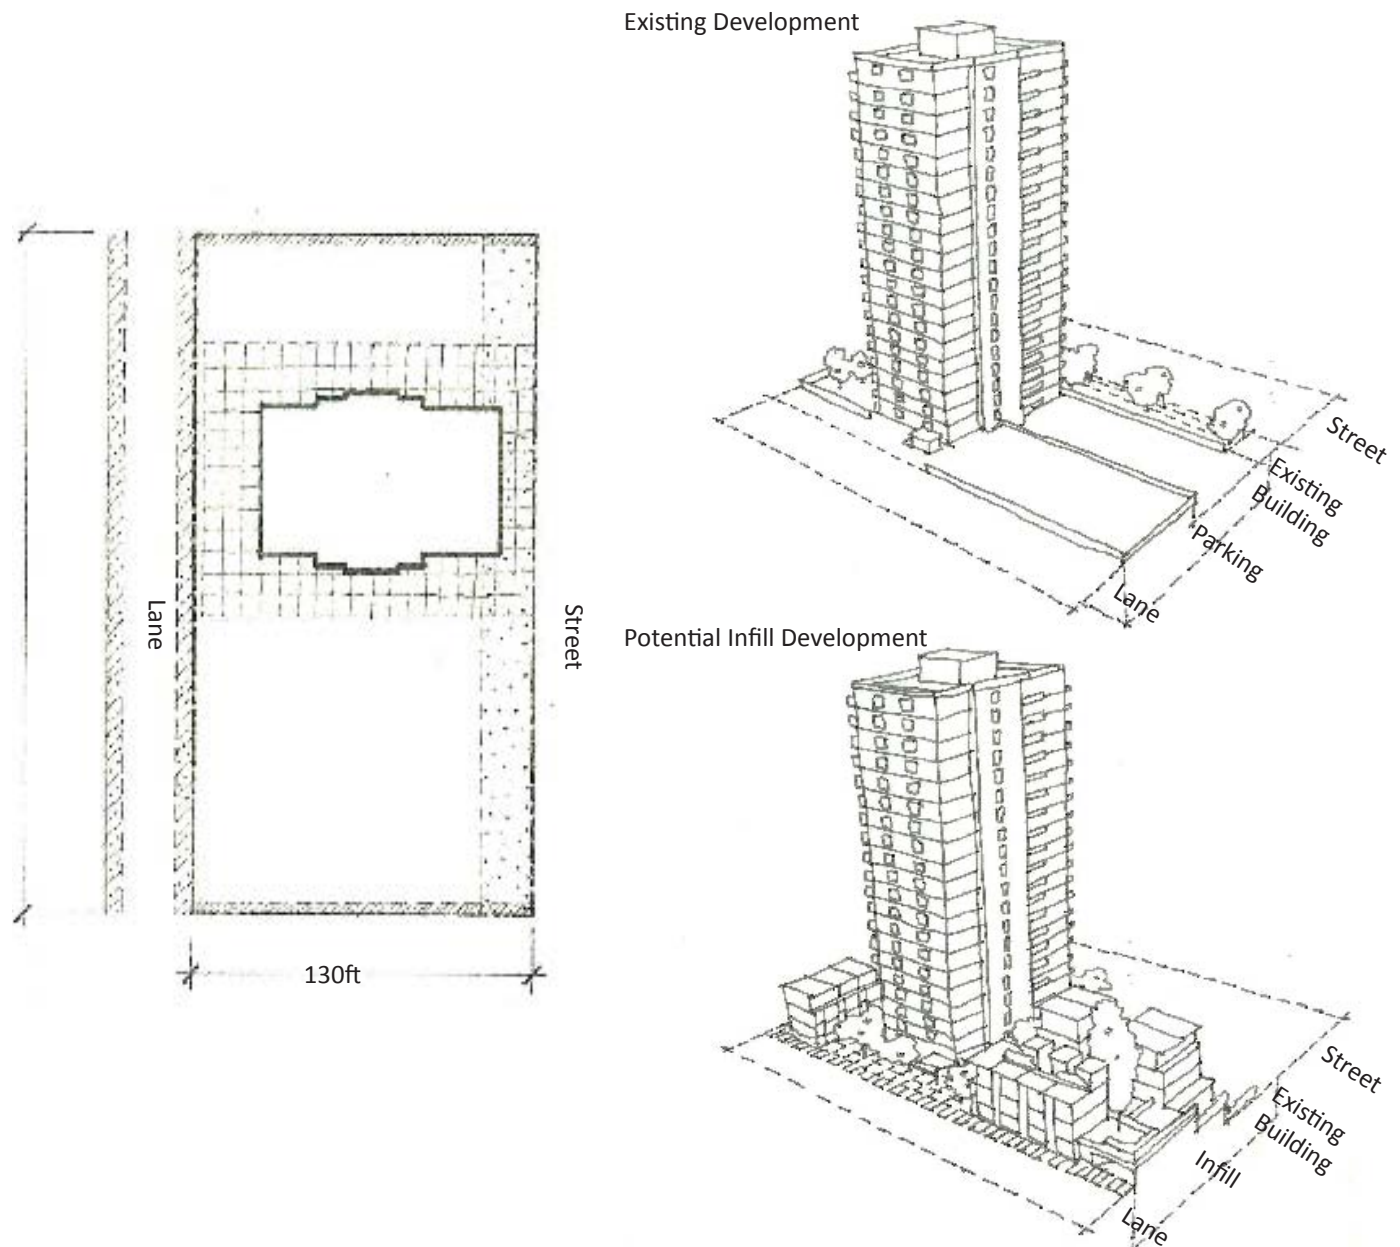 Existing Development
Street
Existing
Building
Parking
Lane
Lane
Street
130ft
Potential Infill Development
Street
Existing
Building
Infill
Lane